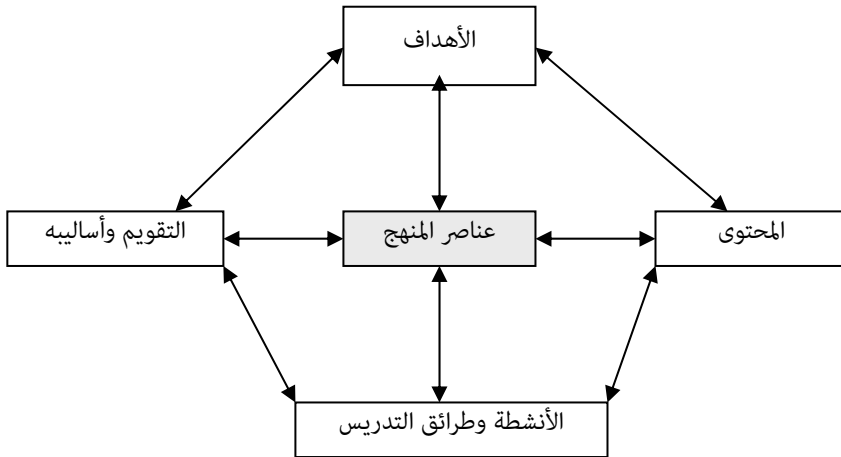 الأهداف
المحتوى
عناصر المنهج
التقويم وأساليبه
الأنشطة وطرائق التدريس